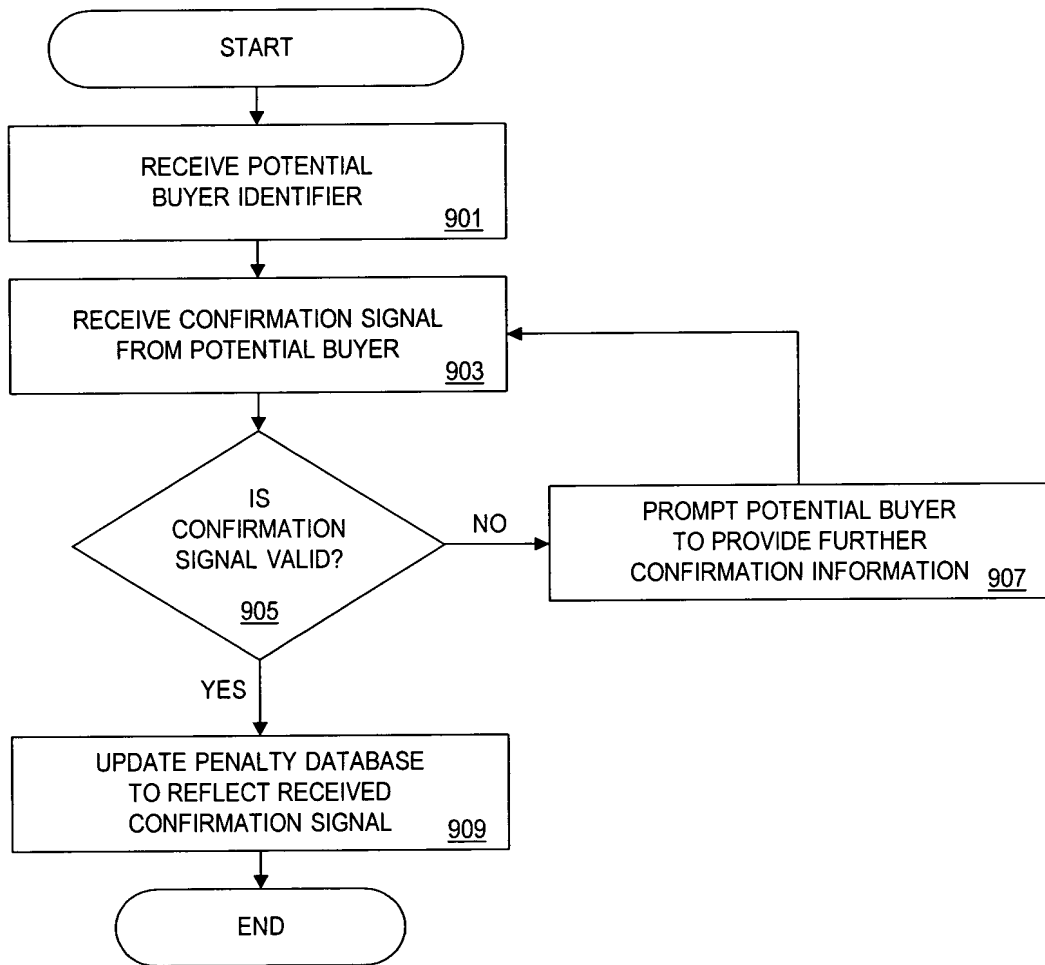 START
RECEIVE POTENTIAL
BUYER IDENTIFIER
901
RECEIVE CONFIRMATION SIGNAL
FROM POTENTIAL BUYER
903
IS
CONFIRMATION
SIGNAL VALID?
905
NO
PROMPT POTENTIAL BUYER
TO PROVIDE FURTHER
CONFIRMATION INFORMATION
907
YES
UPDATE PENALTY DATABASE
TO REFLECT RECEIVED
CONFIRMATION SIGNAL
909
END